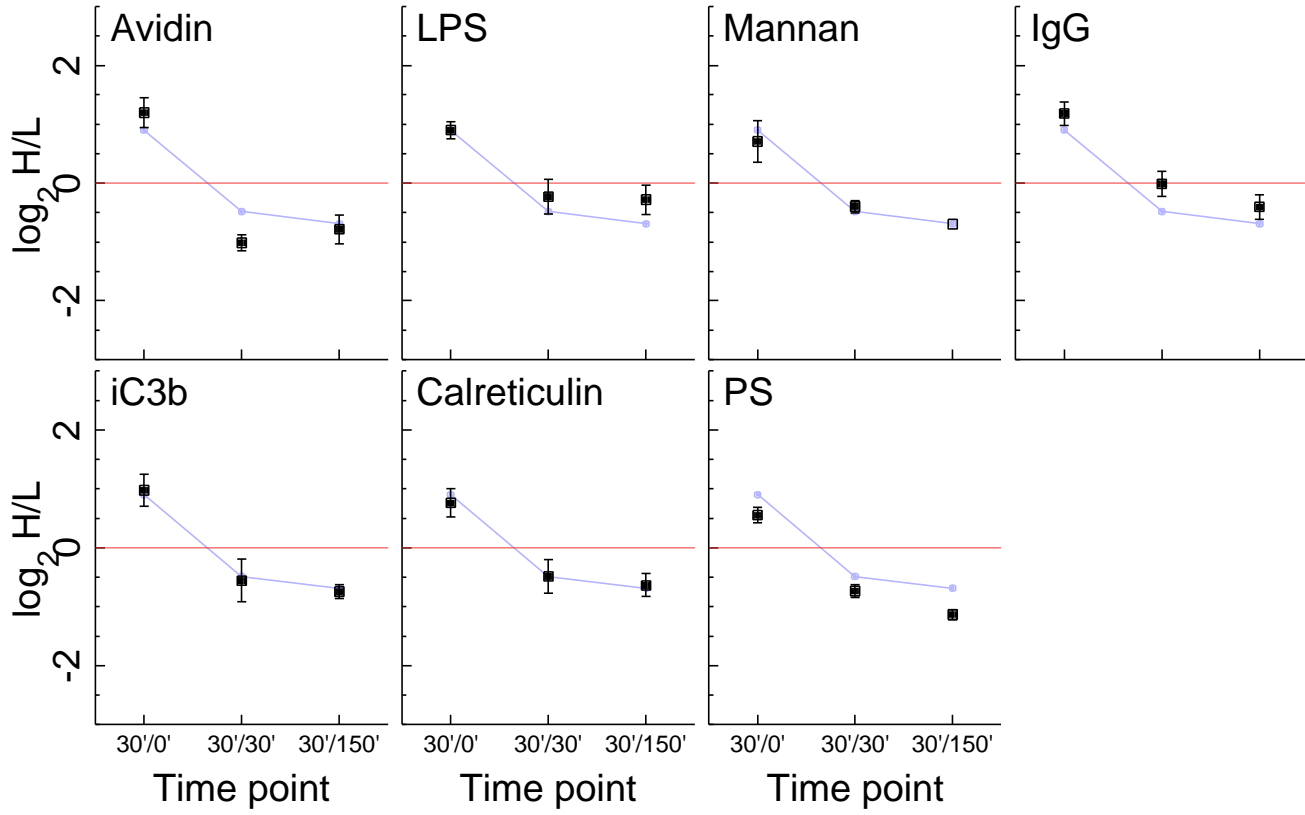 Avidin LPS Mannan IgG
2
0
-2
log2 H/L
iC3b Calreticulin PS
2
0
-2
log2 H/L
30'/0' 30'/30' 30'/150' 30'/0' 30'/30' 30'/150' 30'/0' 30'/30' 30'/150'
Time point Time point Time point